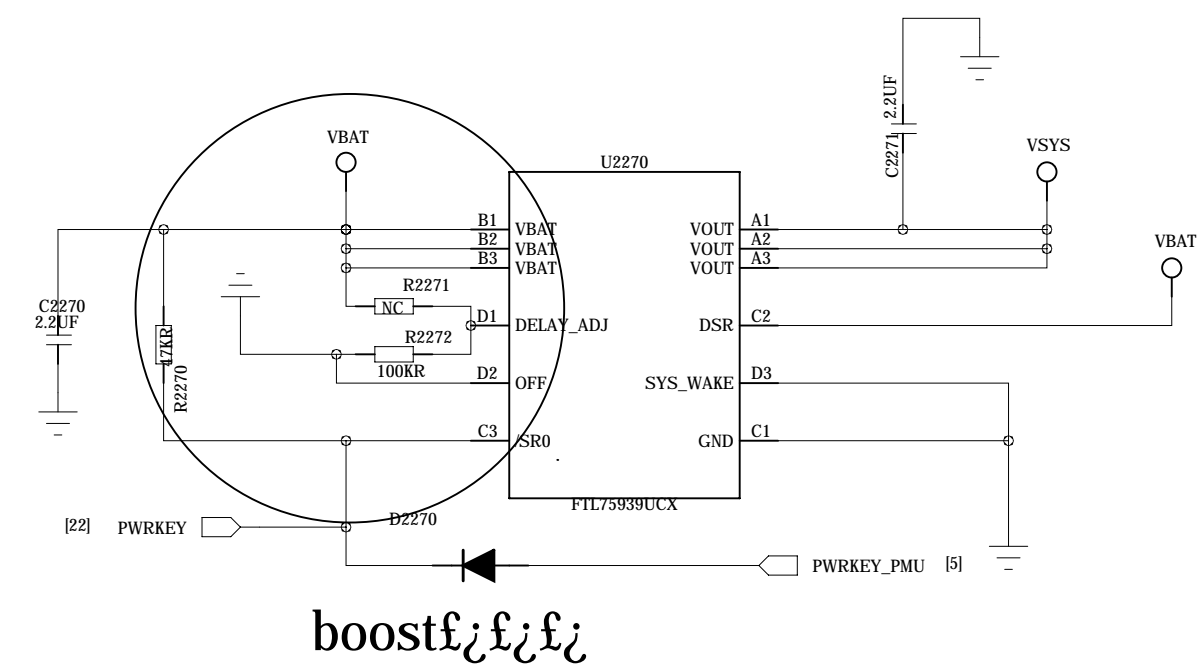 2.2UF
C2271
VBAT
VSYS
U2270
B1
VBAT
VOUT
A1
B2
VBAT
VOUT
A2
B3
VBAT
VOUT
A3
VBAT
R2271
NC
C2270
2.2UF
D1
DELAY_ADJ
DSR
C2
R2272
47KR
100KR
R2270
D2
OFF
SYS_WAKE
D3
C3
/SR0
GND
C1
FTL75939UCX
D2270
[22] PWRKEY
PWRKEY_PMU [5]
boost£¿£¿£¿